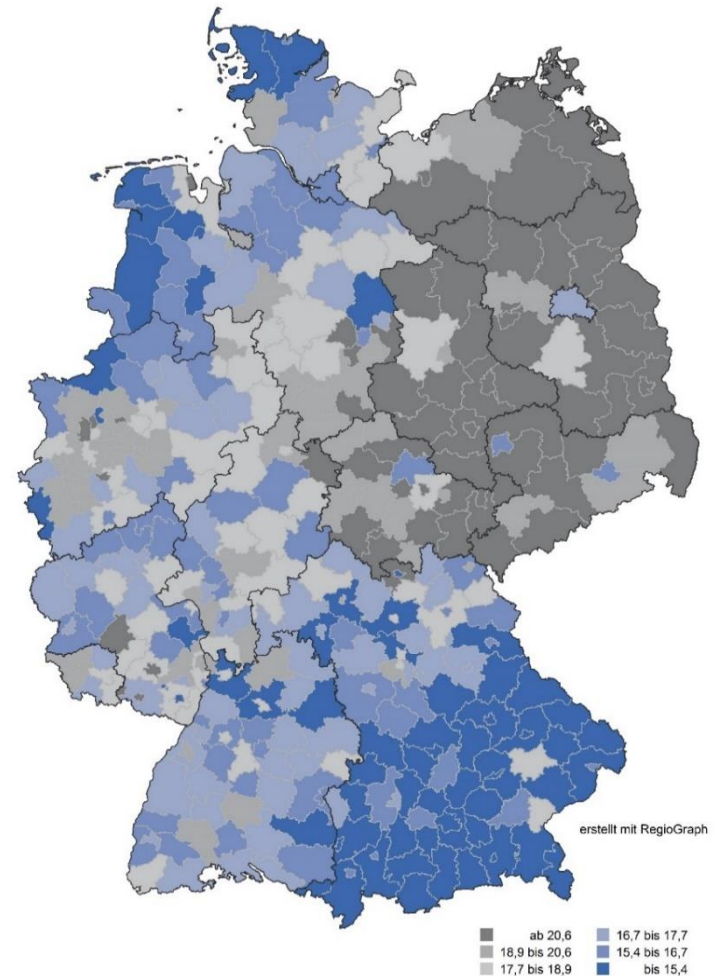 erstellt mit RegioGraph
ab 20,6 16,7 bis 17,7
18,9 bis 20,6 15,4 bis 16,7
17,7 bis 18,9 bis 15,4